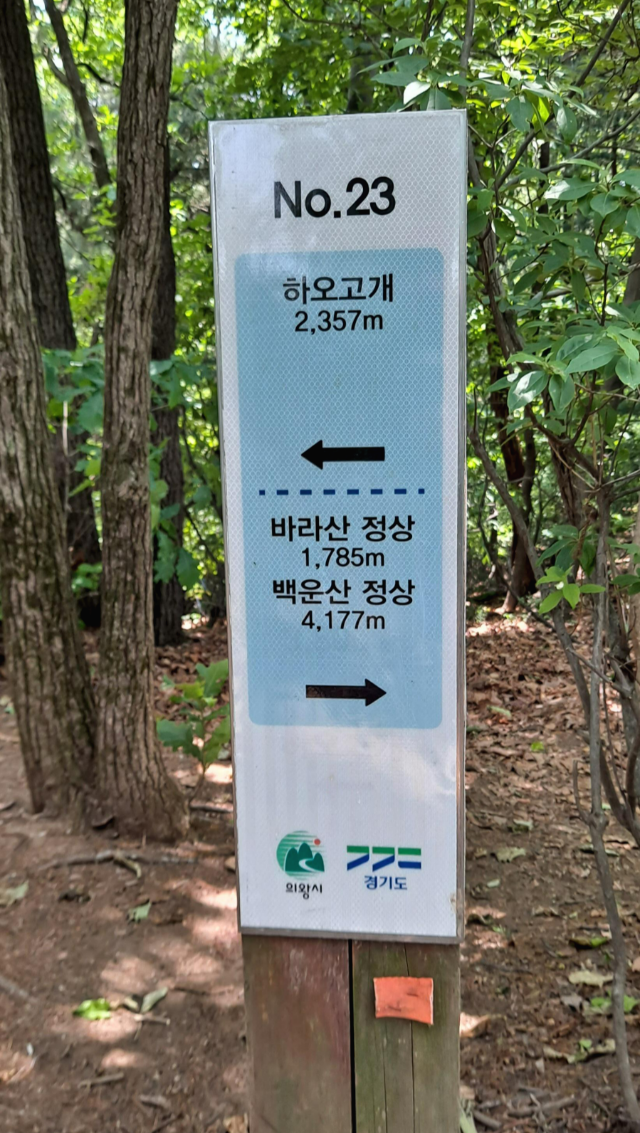 No.23
하오고개
2,357m
바라산 정상
1,785m
백운산 정상
4,177m
의왕시
경기도